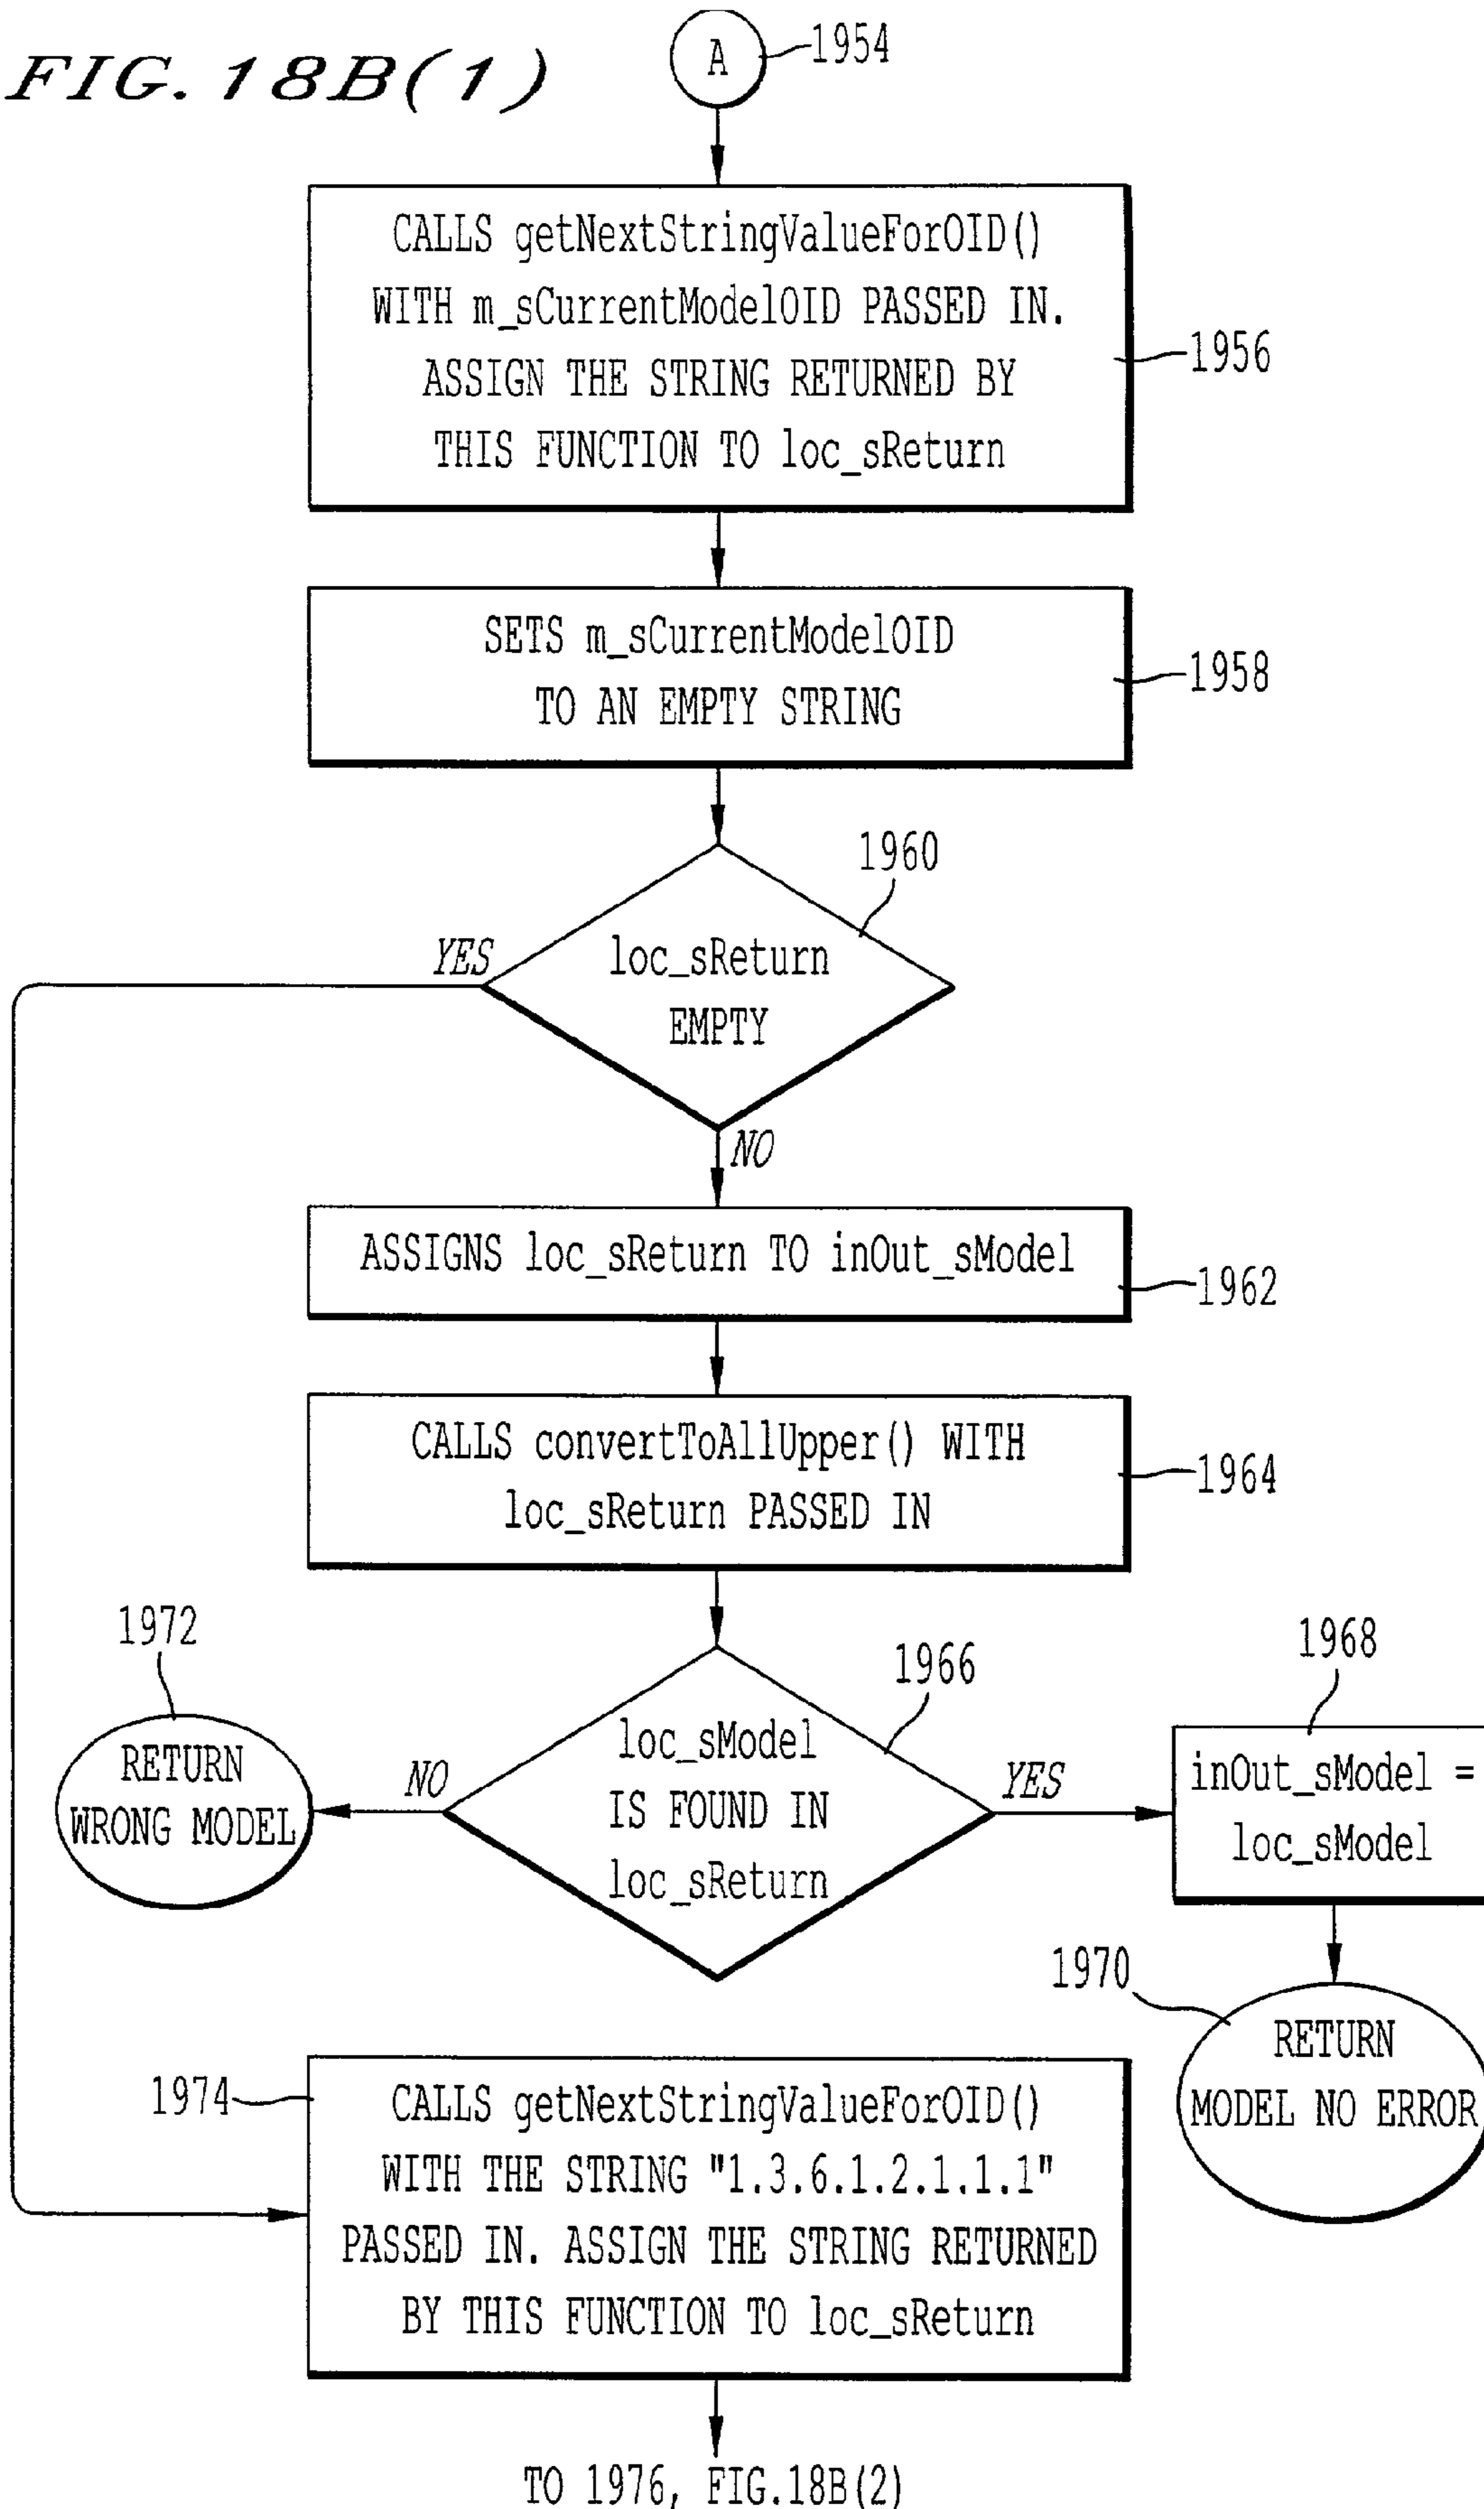 FIG. 18B(1)
A
1954
CALLS getNextStringValueForOID()
WITH m_sCurrentModelOID PASSED IN.
ASSIGN THE STRING RETURNED BY
THIS FUNCTION TO loc_sReturn
1956
SETS m_sCurrentModelOID
TO AN EMPTY STRING
1958
1960
YES
loc_sReturn
EMPTY
NO
ASSIGNS loc_sReturn TO inOut_sModel
1962
CALLS convertToAllUpper() WITH
loc_sReturn PASSED IN
1964
1972
RETURN
WRONG MODEL
NO
1966
loc_sModel
IS FOUND IN
loc_sReturn
YES
1968
inOut_sModel =
loc_sModel
1970
RETURN
MODEL NO ERROR
1974
CALLS getNextStringValueForOID()
WITH THE STRING "1.3.6.1.2.1.1.1"
PASSED IN. ASSIGN THE STRING RETURNED
BY THIS FUNCTION TO loc_sReturn
TO 1976, FIG.18B(2)